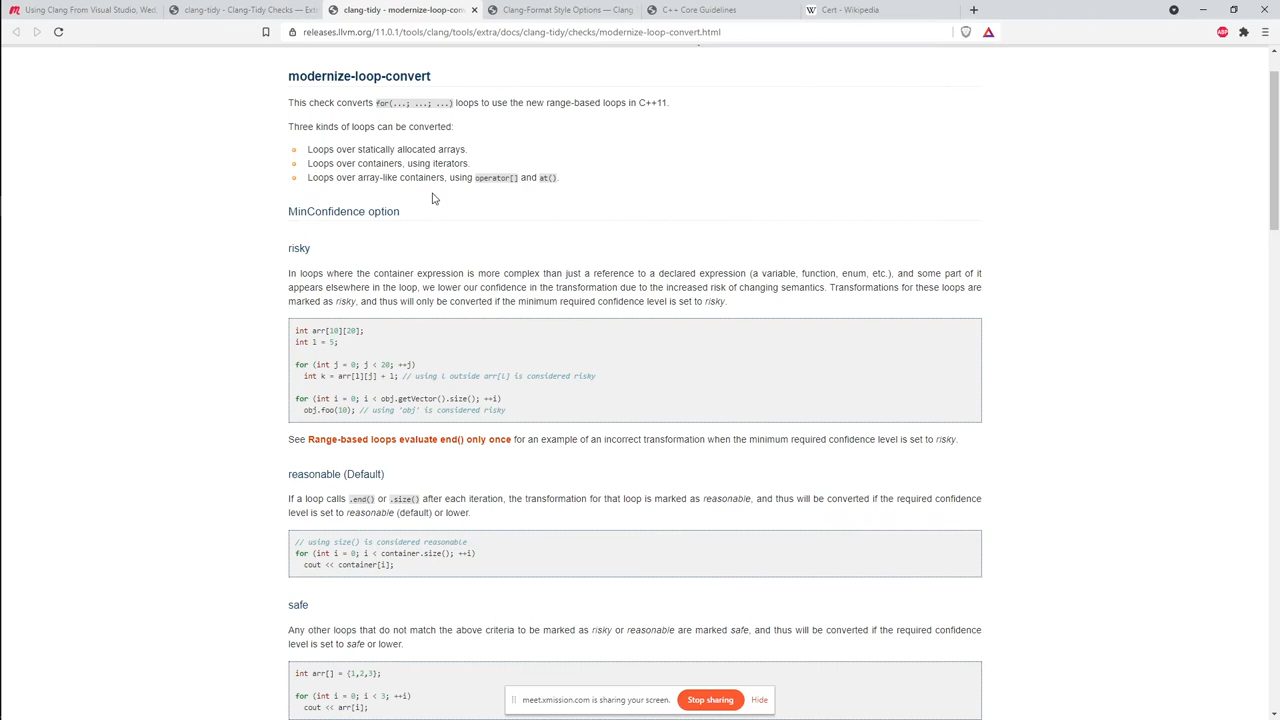 Using Clang From Visual Studio, Wed.
clang-tidy - Clang-Tidy Checks — Ext
clang-tidy - modernize-loop-con
Clang-Format Style Options — Clang
C++ Core Guidelines
Cert - Wikipedia
releases.llvm.org/11.0.1/tools/clang/tools/extra/docs/clang-tidy/checks/modernize-loop-convert.html
modernize-loop-convert
This check converts for(...; ...; ...) loops to use the new range-based loops in C++11.
Three kinds of loops can be converted:
Loops over statically allocated arrays.
Loops over containers, using iterators.
Loops over array-like containers, using operator[] and at().
MinConfidence option
risky
In loops where the container expression is more complex than just a reference to a declared expression (a variable, function, enum, etc.), and some part of it
appears elsewhere in the loop, we lower our confidence in the transformation due to the increased risk of changing semantics. Transformations for these loops are
marked as risky, and thus will only be converted if the minimum required confidence level is set to risky.
int arr[10][20];
int l = 5;
for (int j = 0; j < 20; ++j)
int k = arr[l][j] + l; // using l outside arr[l] is considered risky
for (int i = 0; i < obj.getVector().size(); ++i)
obj.foo(10); // using 'obj' is considered risky
See Range-based loops evaluate end() only once for an example of an incorrect transformation when the minimum required confidence level is set to risky.
reasonable (Default)
If a loop calls .end() or .size() after each iteration, the transformation for that loop is marked as reasonable, and thus will be converted if the required confidence
level is set to reasonable (default) or lower.
// using size() is considered reasonable
for (int i = 0; i < container.size(); ++i)
cout << container[i];
safe
Any other loops that do not match the above criteria to be marked as risky or reasonable are marked safe, and thus will be converted if the required confidence
level is set to safe or lower.
int arr[] = {1,2,3};
for (int i = 0; i < 3; ++i)
cout << arr[i];
meet.xmission.com is sharing your screen.
Stop sharing
Hide